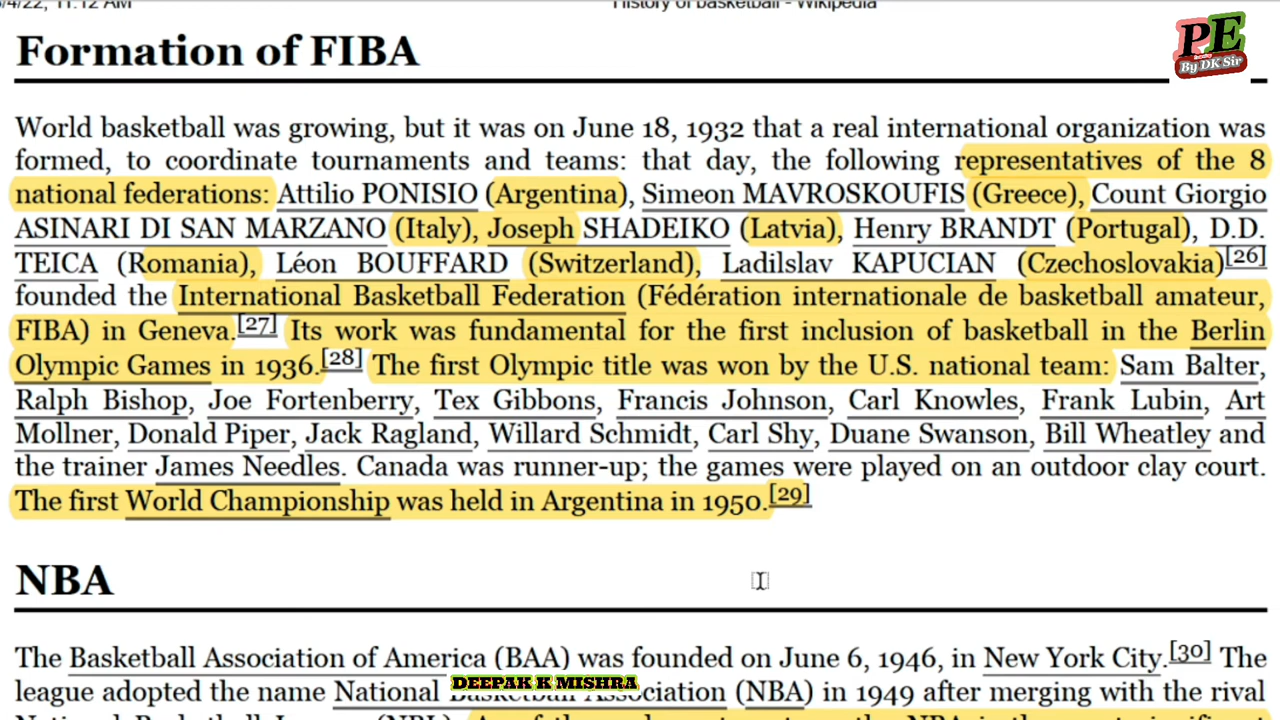 /4/22, 11:12 AM
History of basketball - Wikipedia
PE
By DK Sir
Formation of FIBA
World basketball was growing, but it was on June 18, 1932 that a real international organization was
formed, to coordinate tournaments and teams: that day, the following representatives of the 8
national federations: Attilio PONISIO (Argentina), Simeon MAVROSKOUFIS (Greece), Count Giorgio
ASINARI DI SAN MARZANO (Italy), Joseph SHADEIKO (Latvia), Henry BRANDT (Portugal), D.D.
TEICA (Romania), Léon BOUFFARD (Switzerland), Ladilslav KAPUCIAN (Czechoslovakia)[26]
founded the International Basketball Federation (Fédération internationale de basketball amateur,
FIBA) in Geneva.[27] Its work was fundamental for the first inclusion of basketball in the Berlin
Olympic Games in 1936.[28] The first Olympic title was won by the U.S. national team: Sam Balter,
Ralph Bishop, Joe Fortenberry, Tex Gibbons, Francis Johnson, Carl Knowles, Frank Lubin, Art
Mollner, Donald Piper, Jack Ragland, Willard Schmidt, Carl Shy, Duane Swanson, Bill Wheatley and
the trainer James Needles. Canada was runner-up; the games were played on an outdoor clay court.
The first World Championship was held in Argentina in 1950.[29]
NBA
The Basketball Association of America (BAA) was founded on June 6, 1946, in New York City.[30] The
league adopted the name National Association (NBA) in 1949 after merging with the rival
DEEPAK K MISHRA